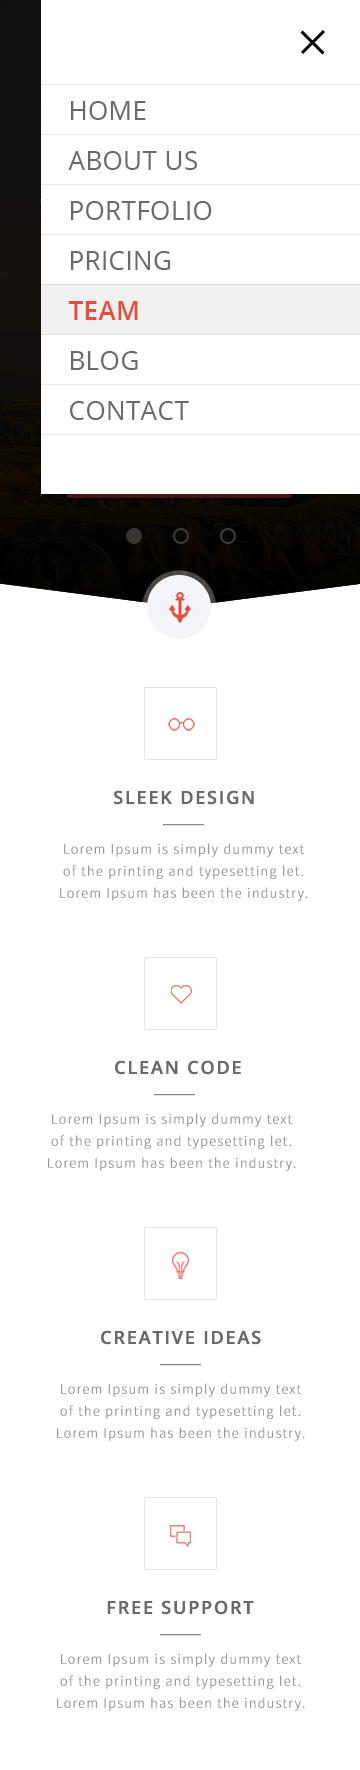 HOME
ABOUT US
PORTFOLIO
PRICING
TEAM
BLOG
CONTACT
SLEEK DESIGN
Lorem Ipsum is simply dummy text
of the printing and typesetting let.
Lorem Ipsum has been the industry.
CLEAN CODE
Lorem Ipsum is simply dummy text
of the printing and typesetting let.
Lorem Ipsum has been the industry.
CREATIVE IDEAS
Lorem Ipsum is simply dummy text
of the printing and typesetting let.
Lorem Ipsum has been the industry.
FREE SUPPORT
Lorem Ipsum is simply dummy text
of the printing and typesetting let.
Lorem Ipsum has been the industry.